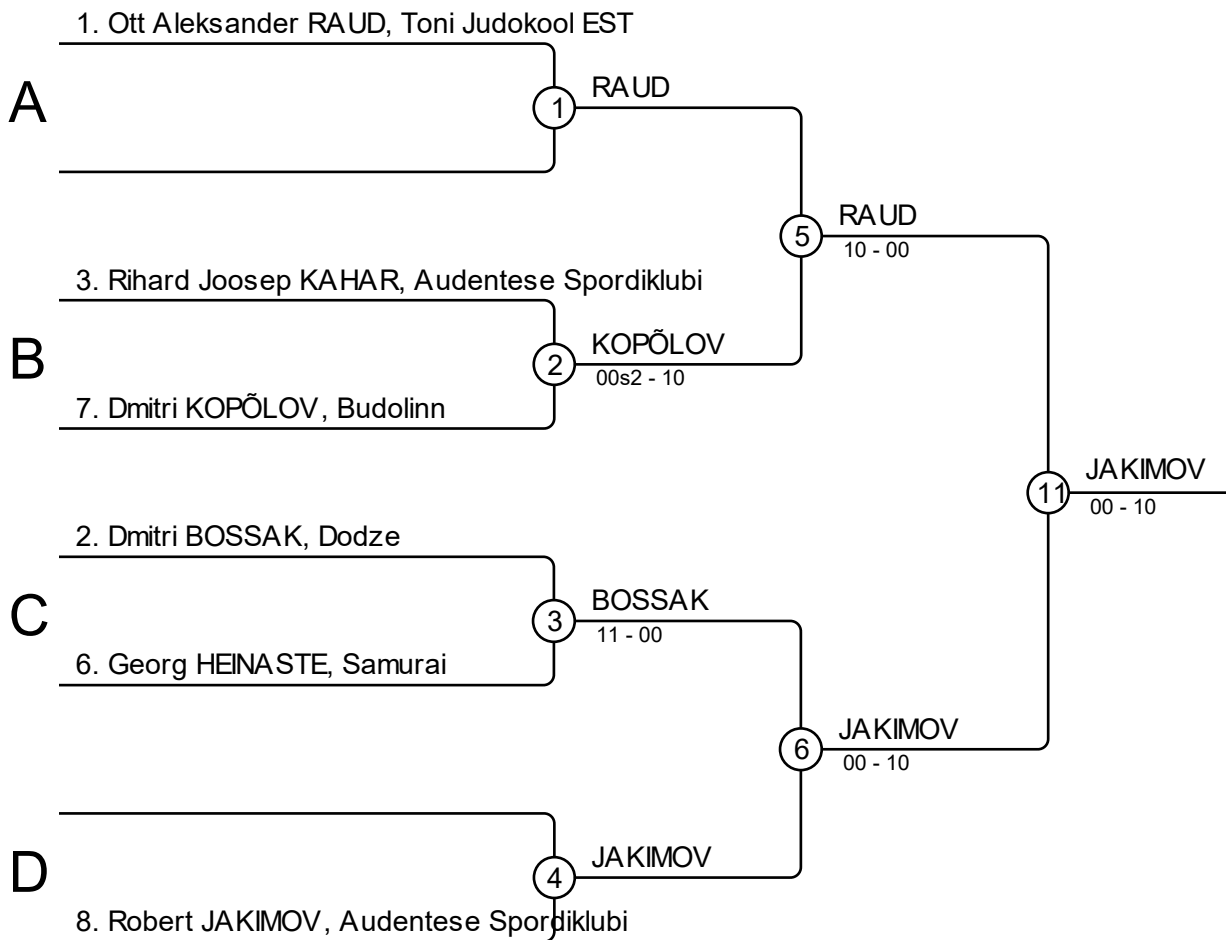 1. Ott Aleksander RAUD, Toni Judokool EST
A
1
RAUD
5
RAUD
10 - 00
3. Rihard Joosep KAHAR, Audentese Spordiklubi
B
2
KOPÕLOV
00s2 - 10
7. Dmitri KOPÕLOV, Budolinn
11
JAKIMOV
00 - 10
2. Dmitri BOSSAK, Dodze
C
3
BOSSAK
11 - 00
6. Georg HEINASTE, Samurai
6
JAKIMOV
00 - 10
D
4
JAKIMOV
8. Robert JAKIMOV, Audentese Spordiklubi